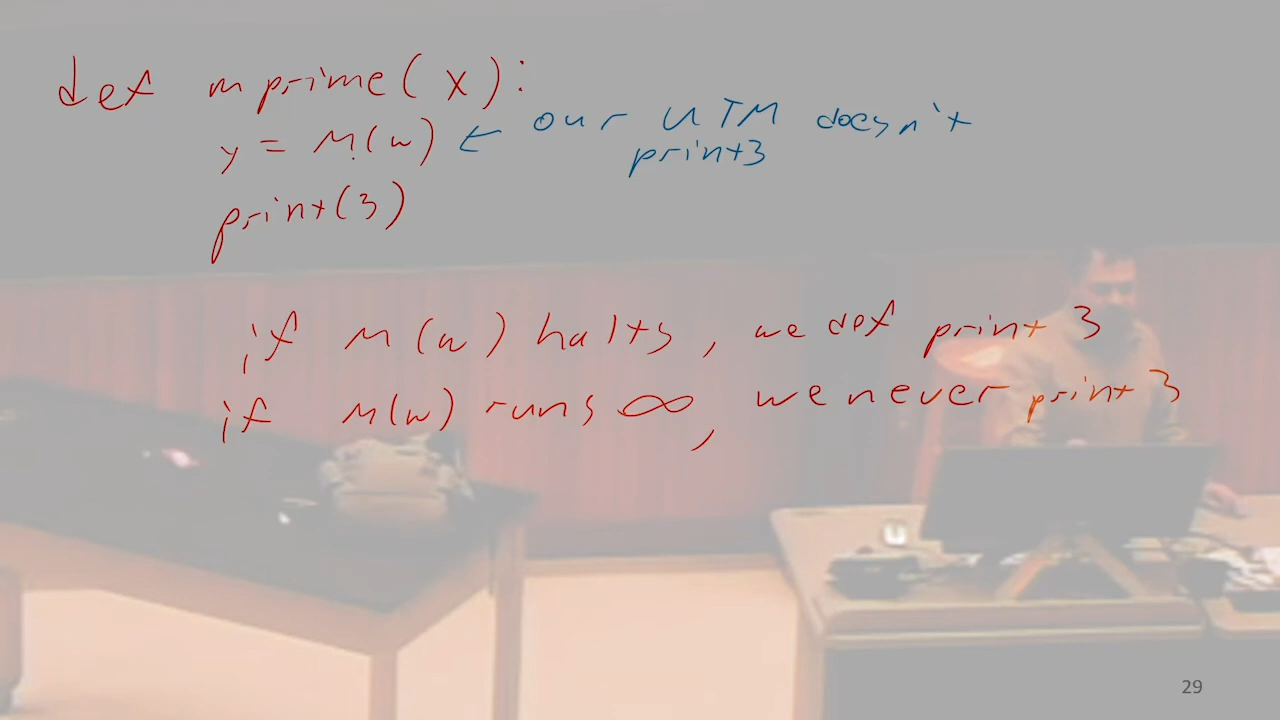 def mprime(x):
y = M(w) ← our UTM doesn't
print3
print(3)
if M(w) halts, we def print 3
if M(w) runs ∞, we never print 3
29